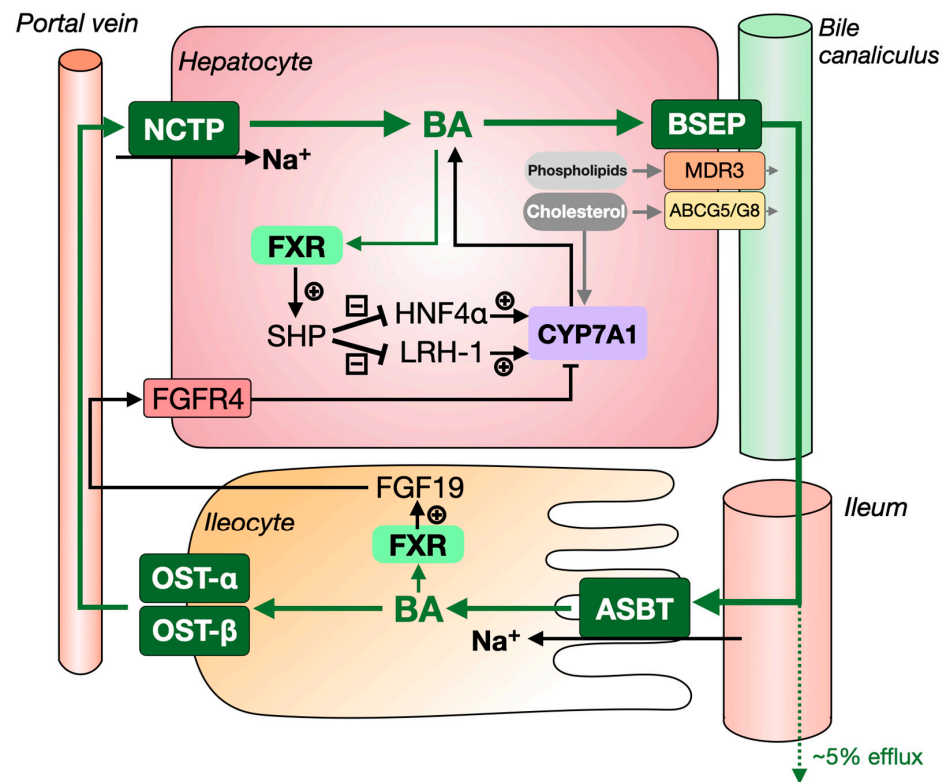 Portal vein
Hepatocyte
Bile
canaliculus
NCTP
BA
BSEP
Na⁺
Phospholipids
MDR3
Cholesterol
ABCG5/G8
FXR
⊕
SHP
−
HNF4α
⊕
−
LRH-1
⊕
CYP7A1
FGFR4
FGF19
⊕
Ileocyte
FXR
Ileum
OST-α
OST-β
BA
ASBT
Na⁺
~5% efflux